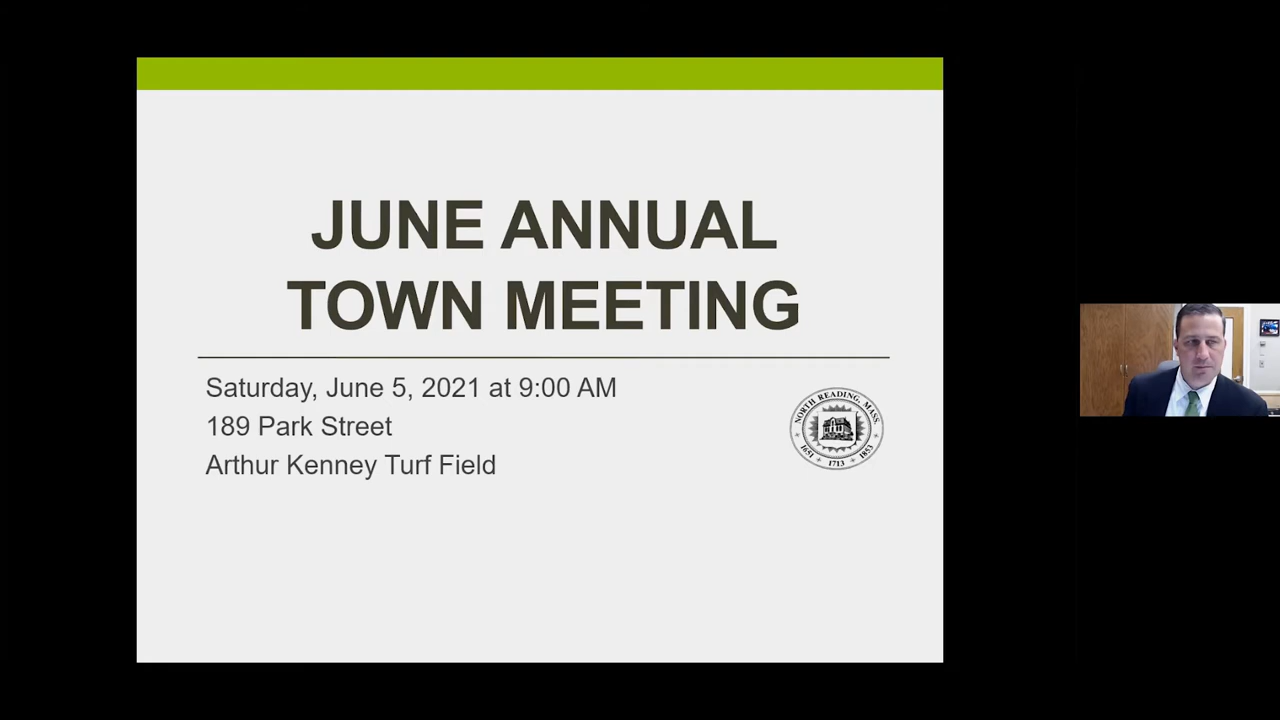 JUNE ANNUAL
TOWN MEETING
Saturday, June 5, 2021 at 9:00 AM
189 Park Street
Arthur Kenney Turf Field
NORTH READING, MASS.
1651 1713 1853